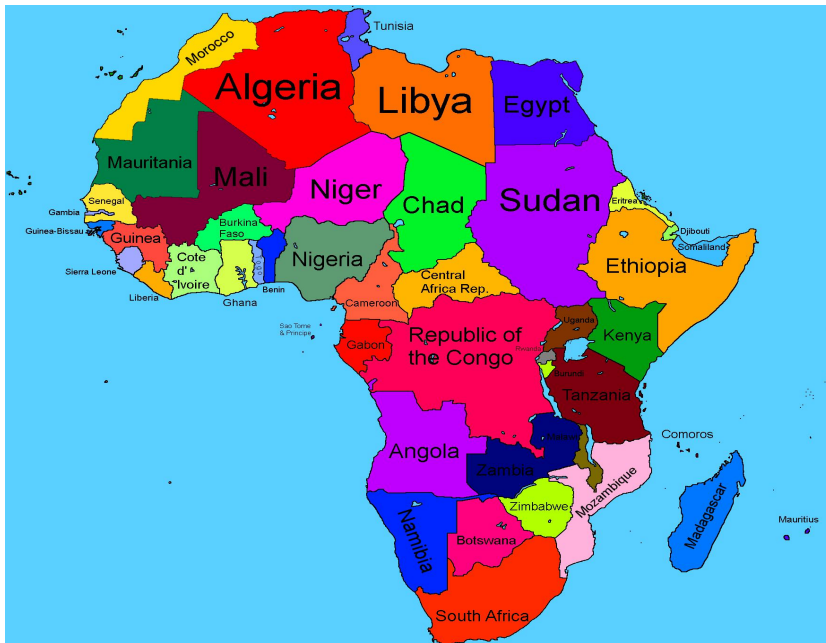 Tunisia
Morocco
Algeria
Libya
Egypt
Mauritania
Mali
Niger
Chad
Sudan
Senegal
Eritrea
Gambia
Burkina
Faso
Djibouti
Guinea-Bissau
Guinea
Somaliland
Nigeria
Cote
d'
Ivoire
Ethiopia
Sierra Leone
Central
Africa Rep.
Benin
Liberia
Ghana
Cameroon
Sao Tome
& Principe
Uganda
Republic of
the Congo
Kenya
Gabon
Rwanda
Burundi
Tanzania
Comoros
Malawi
Angola
Zambia
Mozambique
Madagascar
Zimbabwe
Mauritius
Namibia
Botswana
South Africa